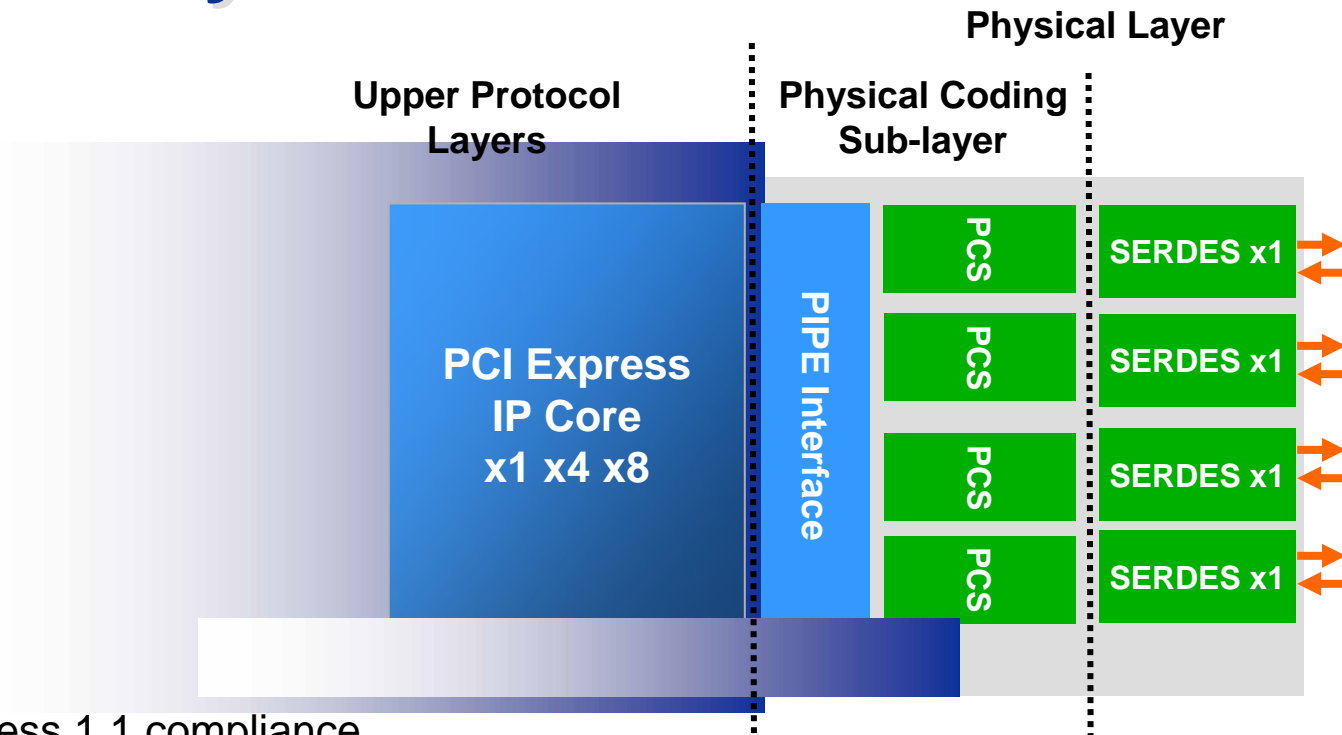 Physical Layer
Upper Protocol
Layers
Physical Coding
Sub-layer
PCI Express
IP Core
x1 x4 x8
PIPE Interface
PCS
SERDES x1
PCS
SERDES x1
PCS
SERDES x1
PCS
SERDES x1
1.1 compliance